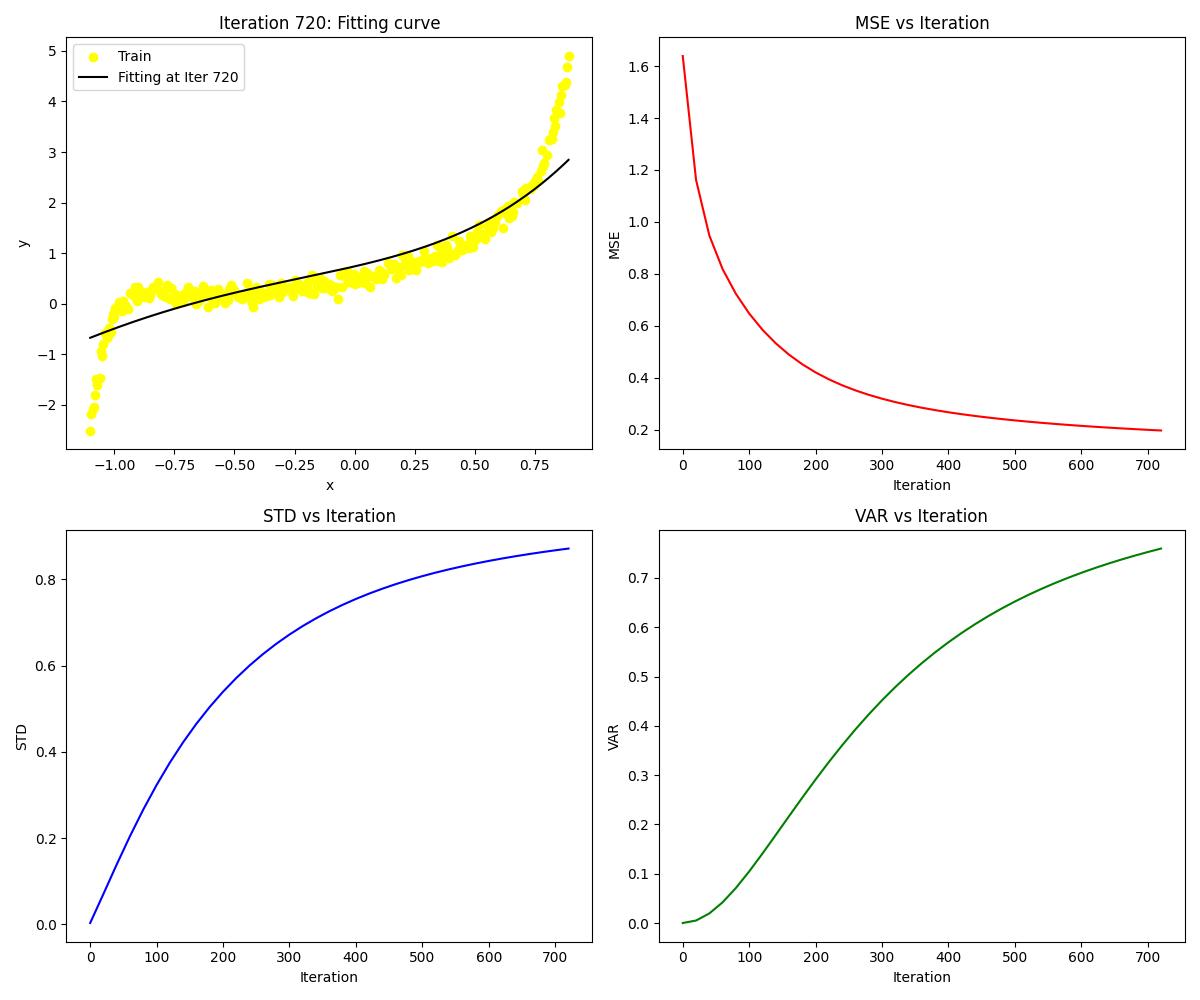 Iteration 720: Fitting curve
Train
Fitting at Iter 720
5
4
3
2
1
0
−1
−2
y
−1.00 −0.75 −0.50 −0.25 0.00 0.25 0.50 0.75
x
MSE vs Iteration
1.6
1.4
1.2
1.0
0.8
0.6
0.4
0.2
MSE
0 100 200 300 400 500 600 700
Iteration
STD vs Iteration
0.8
0.6
0.4
0.2
0.0
STD
0 100 200 300 400 500 600 700
Iteration
VAR vs Iteration
0.7
0.6
0.5
0.4
0.3
0.2
0.1
0.0
VAR
0 100 200 300 400 500 600 700
Iteration